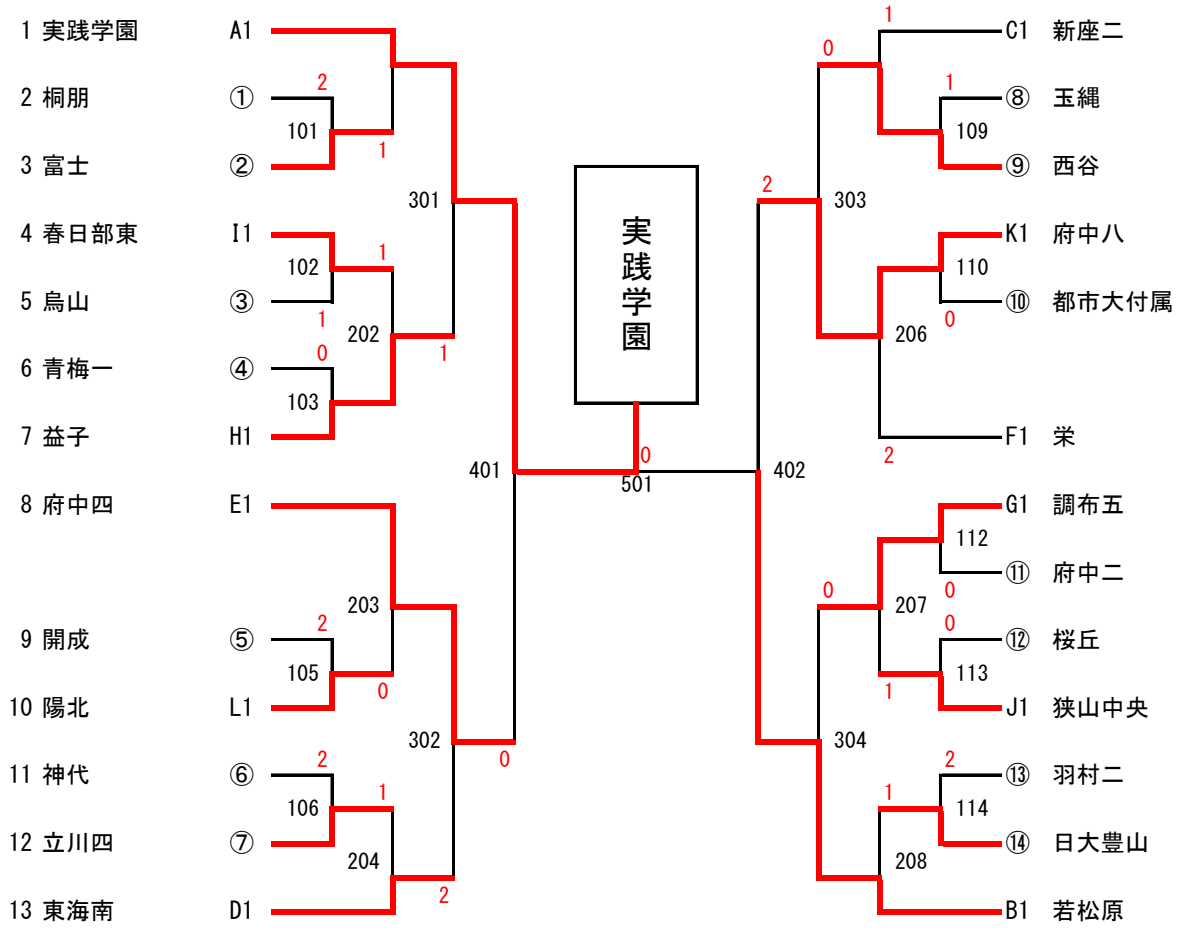 1 実践学園 A1
2 桐朋 ①
3 富士 ②
4 春日部東 I1
5 烏山 ③
6 青梅一 ④
7 益子 H1
8 府中四 E1
9 開成 ⑤
10 陽北 L1
11 神代 ⑥
12 立川四 ⑦
13 東海南 D1
2
101
1
301
1
102
1
202
0
1
103
401
203
2
105
0
302
0
2
106
1
204
2
実践学園
0
501
1
0
1
109
2
303
110
0
206
2
402
112
0
0
207
0
113
1
304
2
1
114
208
C1 新座二
⑧ 玉縄
⑨ 西谷
K1 府中八
⑩ 都市大付属
F1 栄
G1 調布五
⑪ 府中二
⑫ 桜丘
J1 狭山中央
⑬ 羽村二
⑭ 日大豊山
B1 若松原